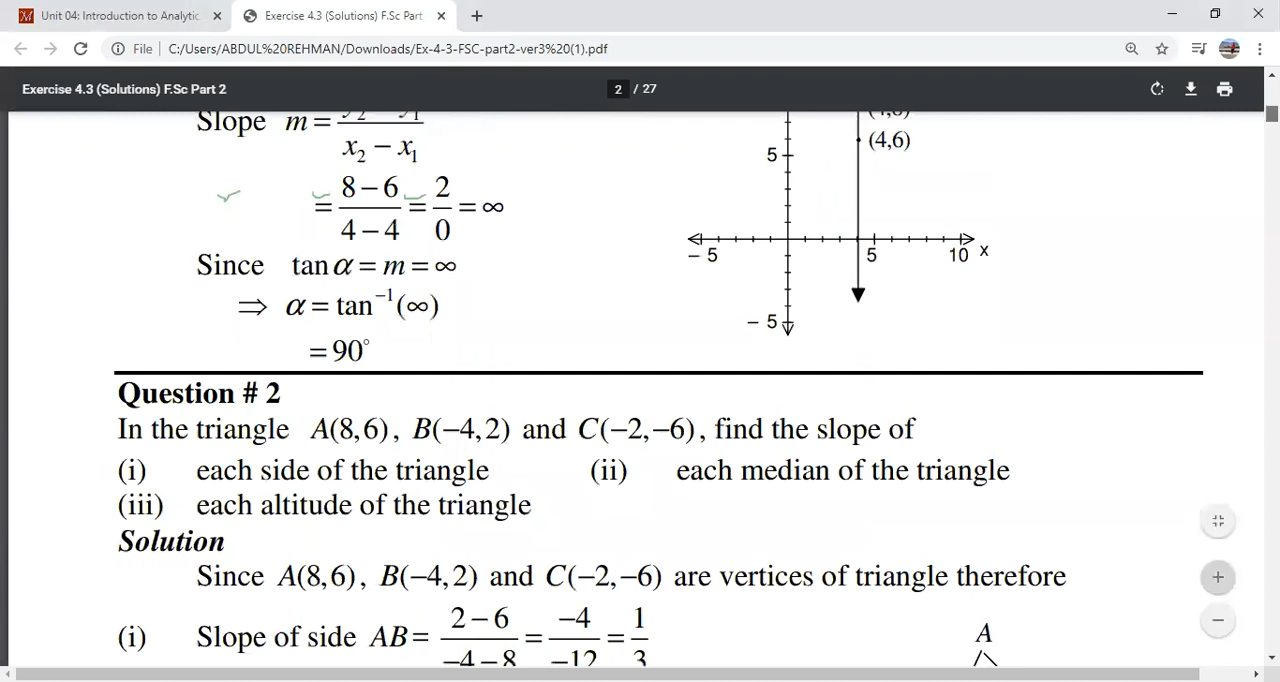 Unit 04: Introduction to Analytic
Exercise 4.3 (Solutions) F.Sc Part
File
C:/Users/ABDUL%20REHMAN/Downloads/Ex-4-3-FSC-part2-ver3%20(1).pdf
Exercise 4.3 (Solutions) F.Sc Part 2
2 / 27
Slope m = (y₂ − y₁)/(x₂ − x₁)
= (8 − 6)/(4 − 4) = 2/0 = ∞
Since tan α = m = ∞
⇒ α = tan⁻¹(∞)
= 90°
(4,8)
(4,6)
5
− 5
5
10
x
− 5
Question # 2
In the triangle A(8,6), B(−4,2) and C(−2,−6), find the slope of
(i) each side of the triangle (ii) each median of the triangle
(iii) each altitude of the triangle
Solution
Since A(8,6), B(−4,2) and C(−2,−6) are vertices of triangle therefore
(i) Slope of side AB = (2 − 6)/(−4 − 8) = −4/−12 = 1/3
A